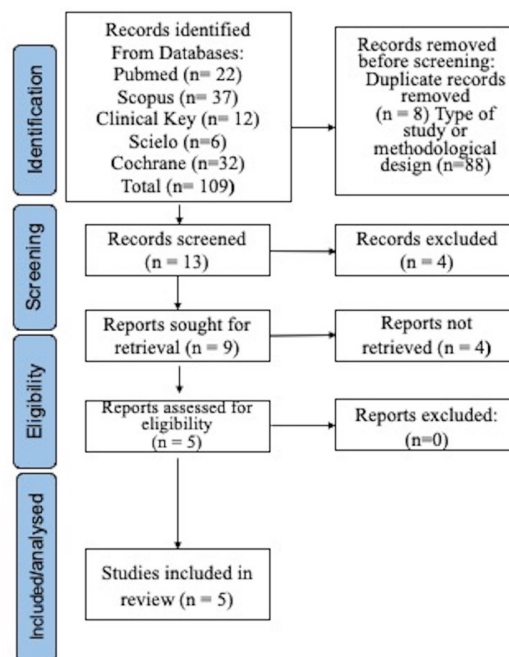 Identification
Records identified
From Databases:
Pubmed (n= 22)
Scopus (n= 37)
Clinical Key (n= 12)
Scielo (n=6)
Cochrane (n=32)
Total (n= 109)
Records removed
before screening:
Duplicate records
removed
(n = 8) Type of
study or
methodological
design (n=88)
Screening
Records screened
(n = 13)
Records excluded
(n = 4)
Reports sought for
retrieval (n = 9)
Reports not
retrieved (n = 4)
Eligibility
Reports assessed for
eligibility
(n = 5)
Reports excluded:
(n=0)
Included/analysed
Studies included in
review (n = 5)